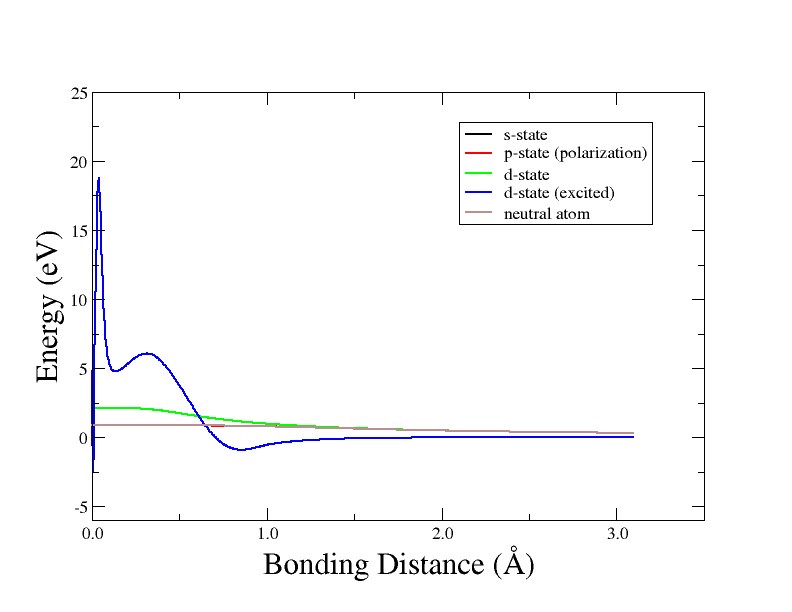 25
20
15
10
5
0
-5
Energy (eV)
s-state
p-state (polarization)
d-state
d-state (excited)
neutral atom
0.0 1.0 2.0 3.0
Bonding Distance (Å)